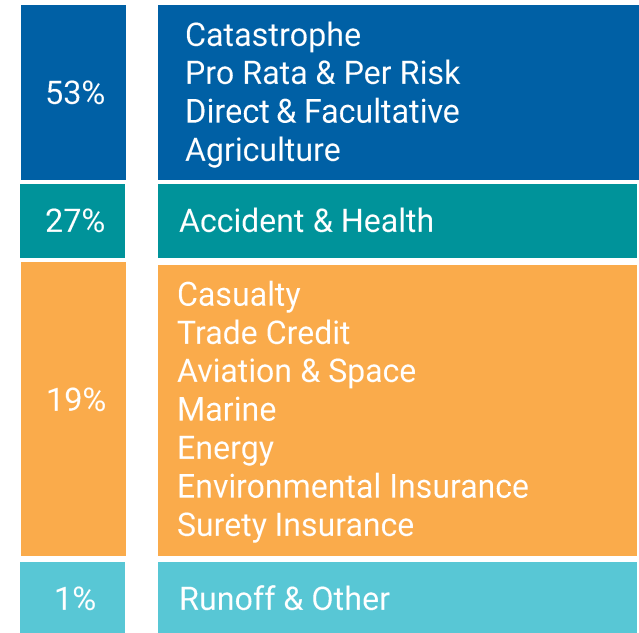 53%
Catastrophe
Pro Rata & Per Risk
Direct & Facultative
Agriculture
27%
Accident & Health
19%
Casualty
Trade Credit
Aviation & Space
Marine
Energy
Environmental Insurance
Surety Insurance
1%
Runoff & Other